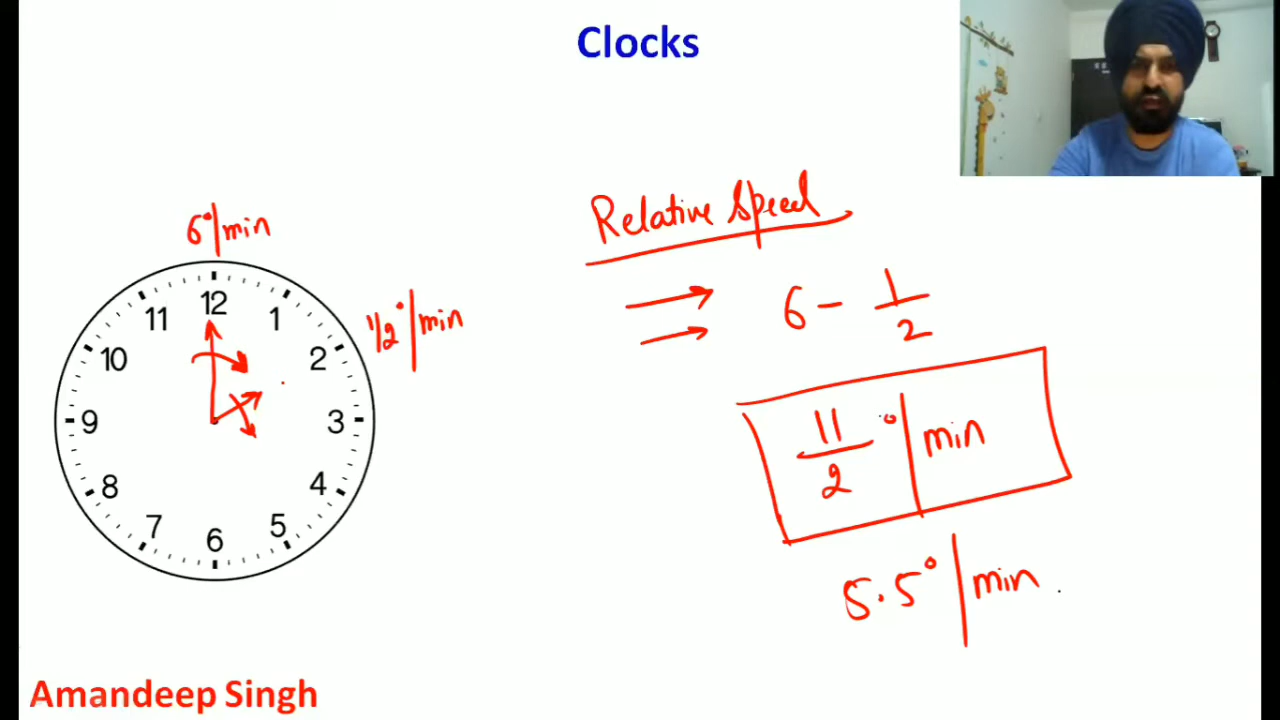 Clocks
6°/min
Relative Speed
1/2°/min
6 - 1/2
11/2 °/min
5.5°/min
12
1
2
3
4
5
6
7
8
9
10
11
Amandeep Singh